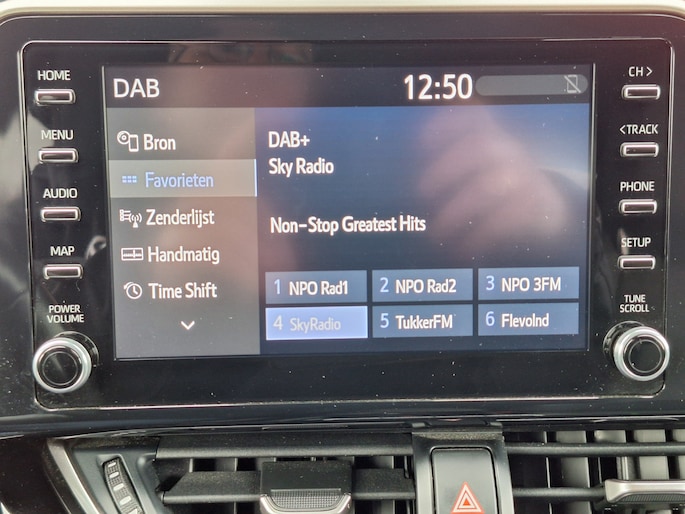 HOME
MENU
AUDIO
MAP
POWER
VOLUME
DAB
12:50
Bron
Favorieten
Zenderlijst
Handmatig
Time Shift
DAB+
Sky Radio
Non-Stop Greatest Hits
1 NPO Rad1
2 NPO Rad2
3 NPO 3FM
4 SkyRadio
5 TukkerFM
6 Flevolnd
CH >
< TRACK
PHONE
SETUP
TUNE
SCROLL